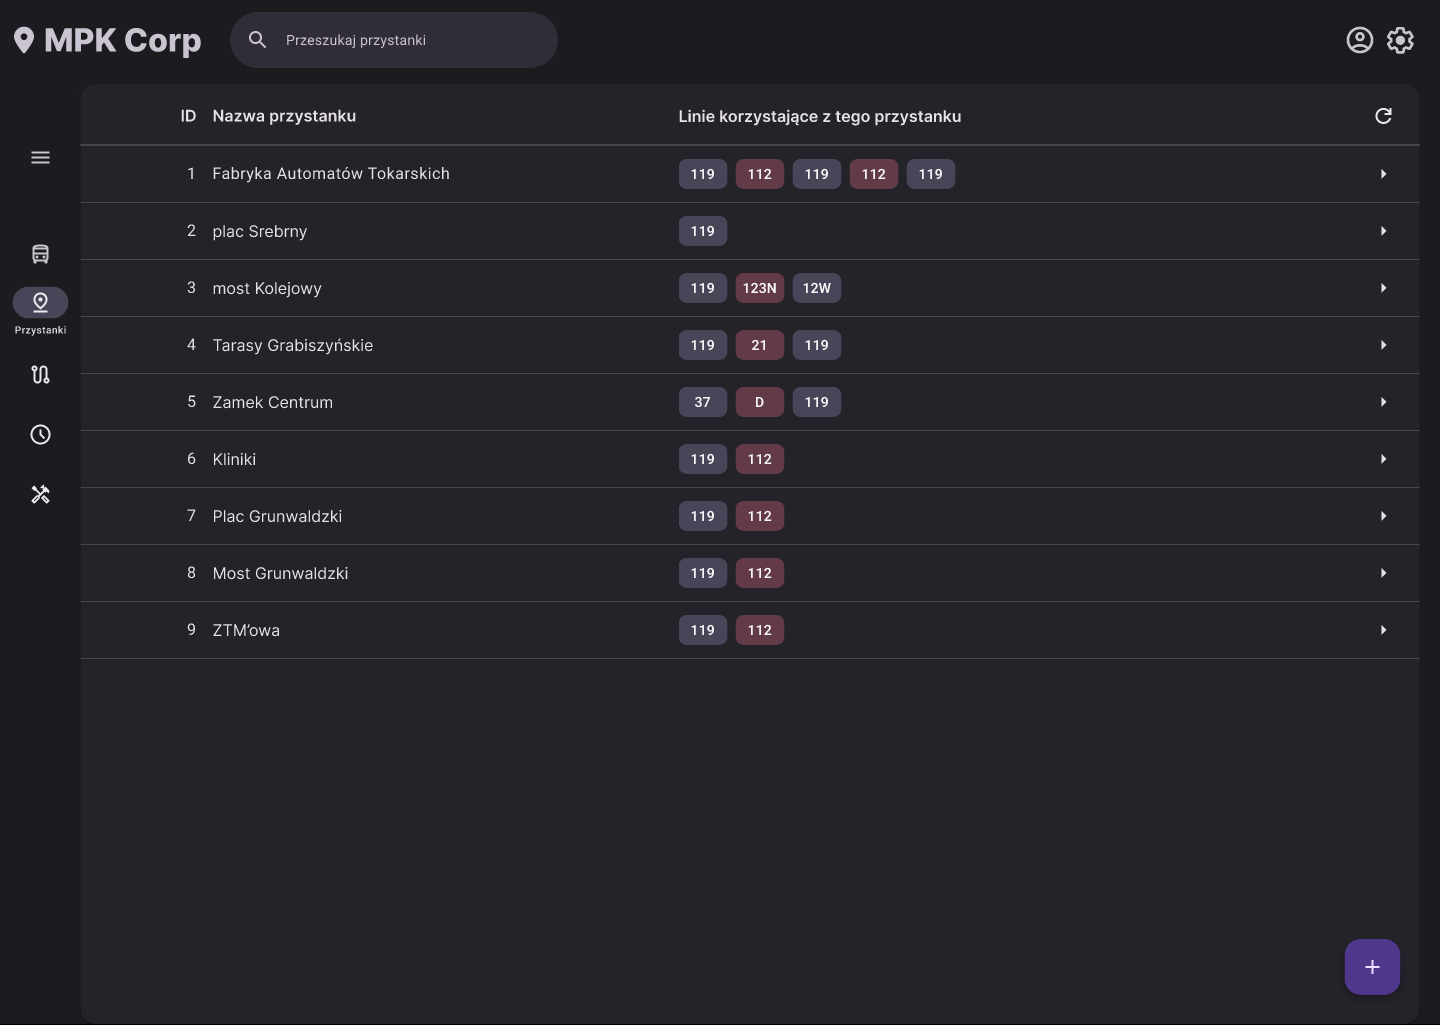 MPK Corp
Przeszukaj przystanki
ID Nazwa przystanku Linie korzystające z tego przystanku
1 Fabryka Automatów Tokarskich 119 112 119 112 119
2 plac Srebrny 119
3 most Kolejowy 119 123N 12W
Przystanki
4 Tarasy Grabiszyńskie 119 21 119
5 Zamek Centrum 37 D 119
6 Kliniki 119 112
7 Plac Grunwaldzki 119 112
8 Most Grunwaldzki 119 112
9 ZTM’owa 119 112